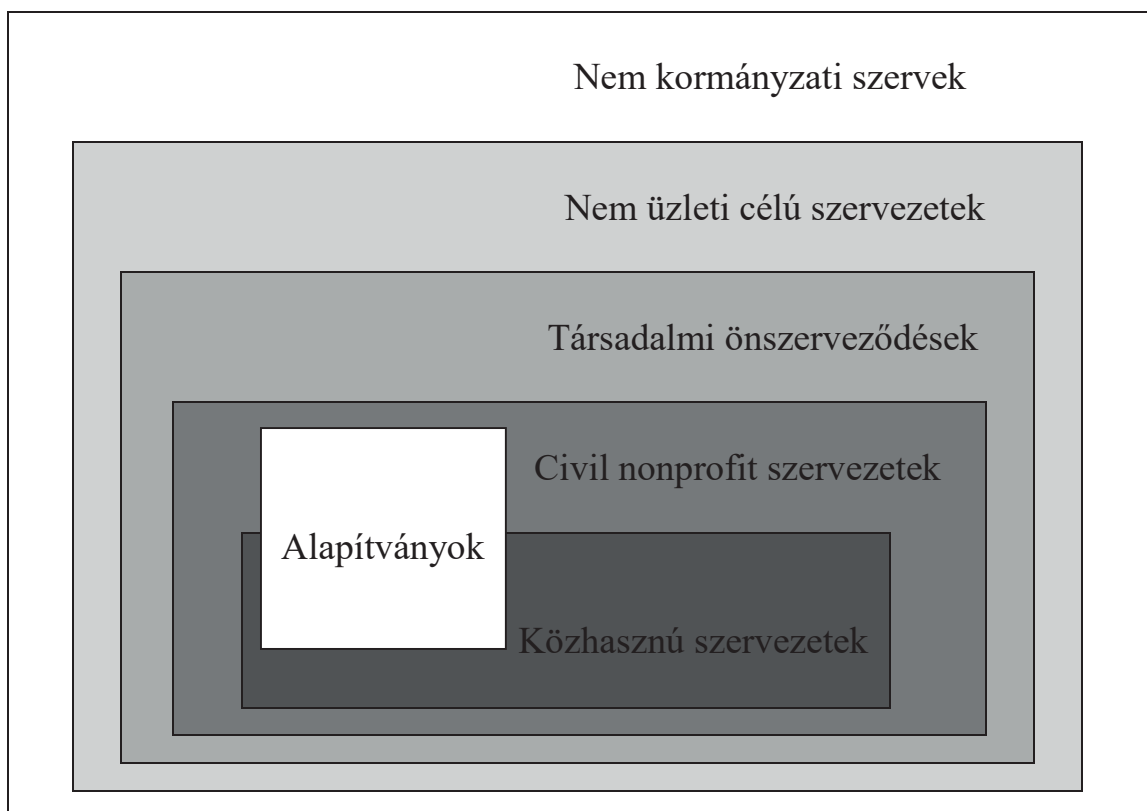 Nem kormányzati szervek
Nem üzleti célú szervezetek
Társadalmi önszerveződések
Civil nonprofit szervezetek
Alapítványok
Közhasznú szervezetek